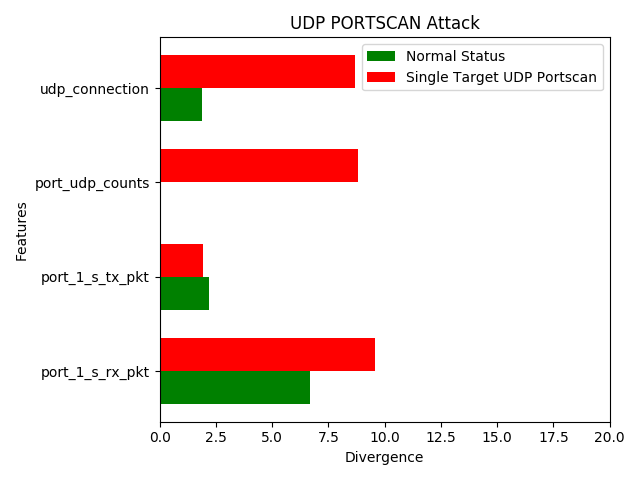 UDP PORTSCAN Attack
Normal Status
Single Target UDP Portscan
udp_connection
port_udp_counts
port_1_s_tx_pkt
port_1_s_rx_pkt
Features
0.0 2.5 5.0 7.5 10.0 12.5 15.0 17.5 20.0
Divergence